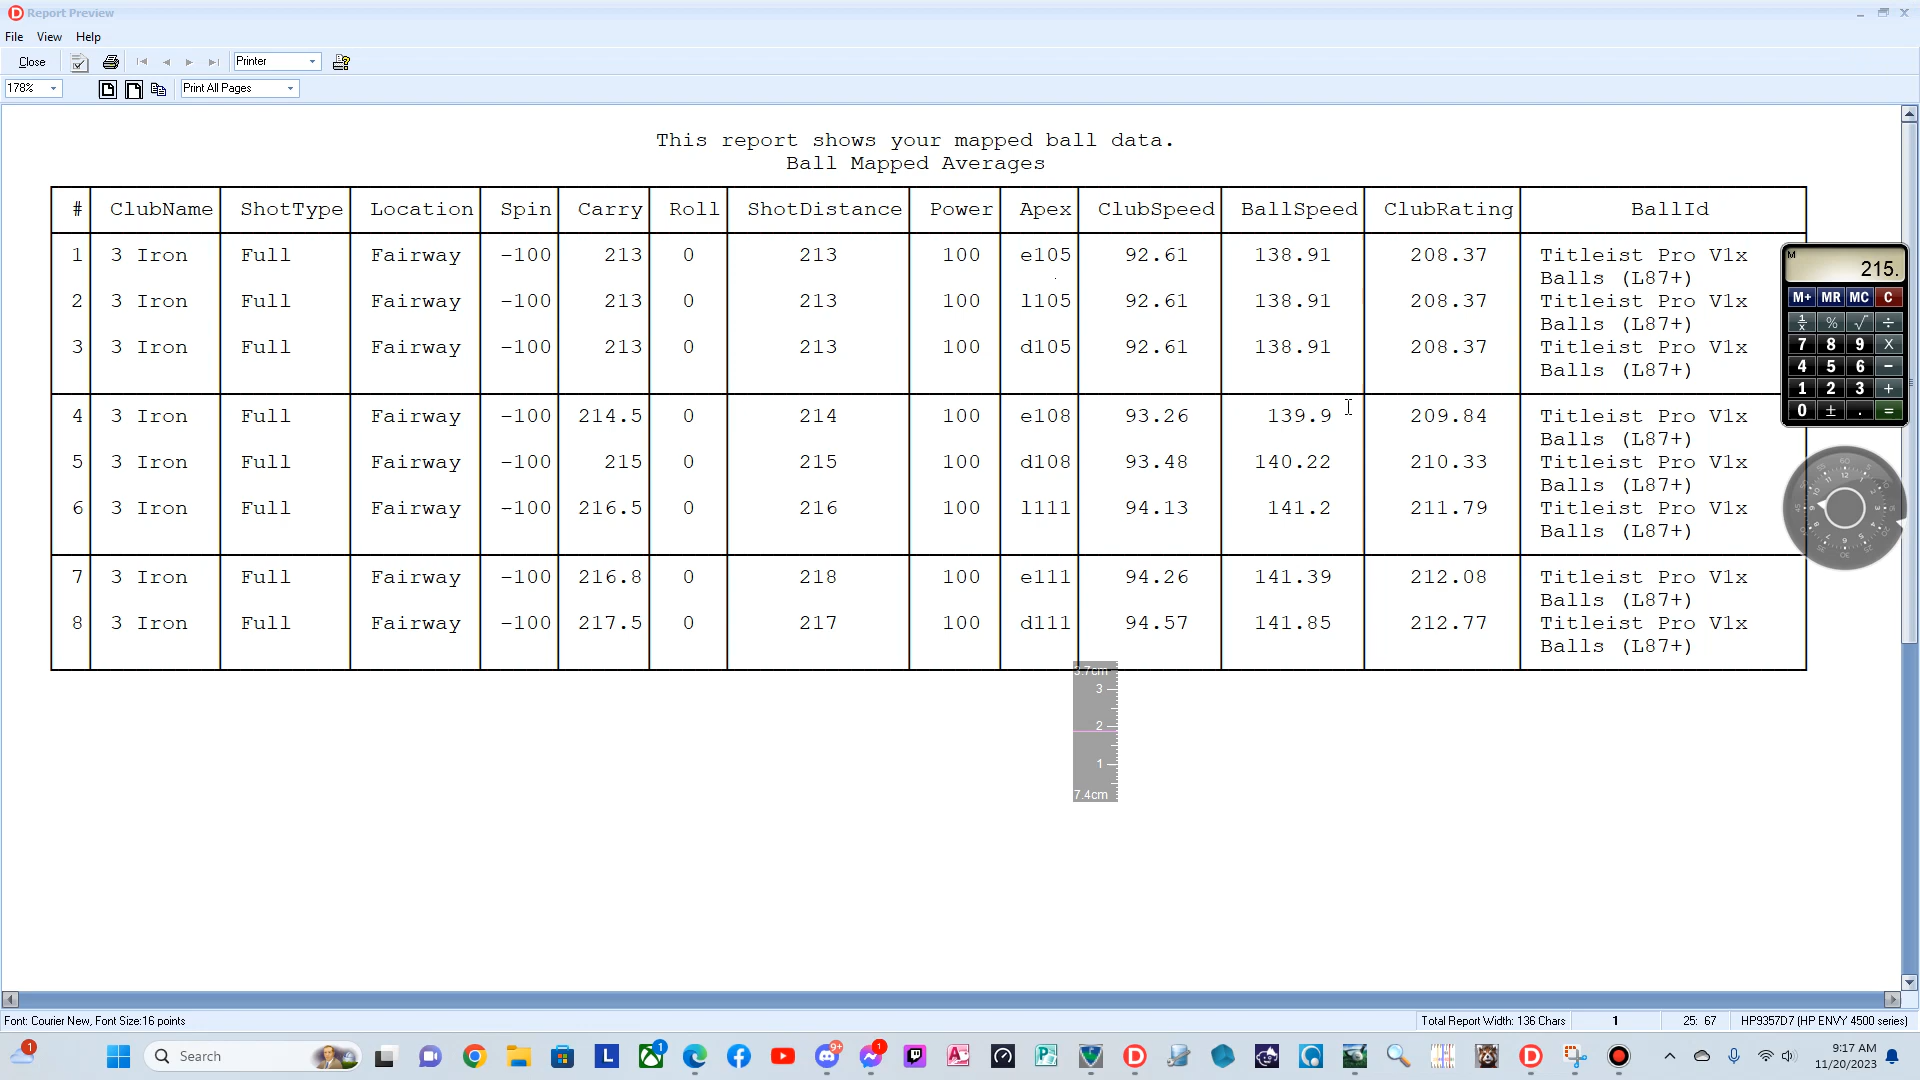 Report Preview
File View Help
Close Printer
178% Print All Pages
This report shows your mapped ball data.
Ball Mapped Averages
# ClubName ShotType Location Spin Carry Roll ShotDistance Power Apex ClubSpeed BallSpeed ClubRating BallId
1 3 Iron Full Fairway -100 213 0 213 100 e105 92.61 138.91 208.37 Titleist Pro V1x
Balls (L87+)
2 3 Iron Full Fairway -100 213 0 213 100 l105 92.61 138.91 208.37 Titleist Pro V1x
Balls (L87+)
3 3 Iron Full Fairway -100 213 0 213 100 d105 92.61 138.91 208.37 Titleist Pro V1x
Balls (L87+)
4 3 Iron Full Fairway -100 214.5 0 214 100 e108 93.26 139.9 209.84 Titleist Pro V1x
Balls (L87+)
5 3 Iron Full Fairway -100 215 0 215 100 d108 93.48 140.22 210.33 Titleist Pro V1x
Balls (L87+)
6 3 Iron Full Fairway -100 216.5 0 216 100 l111 94.13 141.2 211.79 Titleist Pro V1x
Balls (L87+)
7 3 Iron Full Fairway -100 216.8 0 218 100 e111 94.26 141.39 212.08 Titleist Pro V1x
Balls (L87+)
8 3 Iron Full Fairway -100 217.5 0 217 100 d111 94.57 141.85 212.77 Titleist Pro V1x
Balls (L87+)
M 215.
M+ MR MC C
1/x % √ ÷
7 8 9 X
4 5 6 −
1 2 3 +
0 ± . =
3.7cm
3
2
1
7.4cm
Font: Courier New, Font Size:16 points Total Report Width: 136 Chars 1 25: 67 HP9357D7 (HP ENVY 4500 series)
Search
9:17 AM
11/20/2023